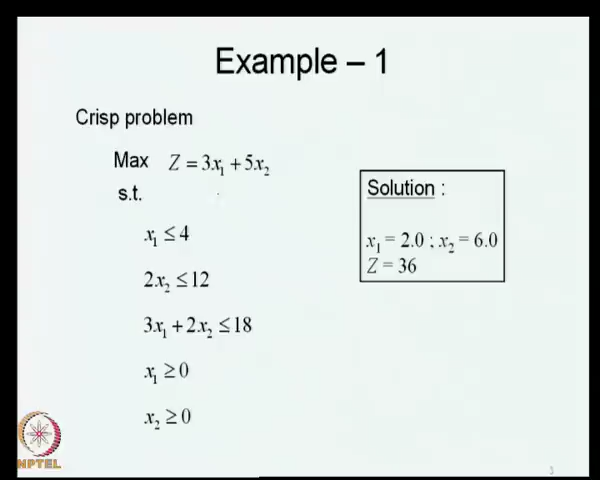 Example – 1
Crisp problem
Max Z = 3x₁ + 5x₂
s.t.
x₁ ≤ 4
2x₂ ≤ 12
3x₁ + 2x₂ ≤ 18
x₁ ≥ 0
x₂ ≥ 0
Solution :
x₁ = 2.0 ; x₂ = 6.0
Z = 36
NPTEL
3